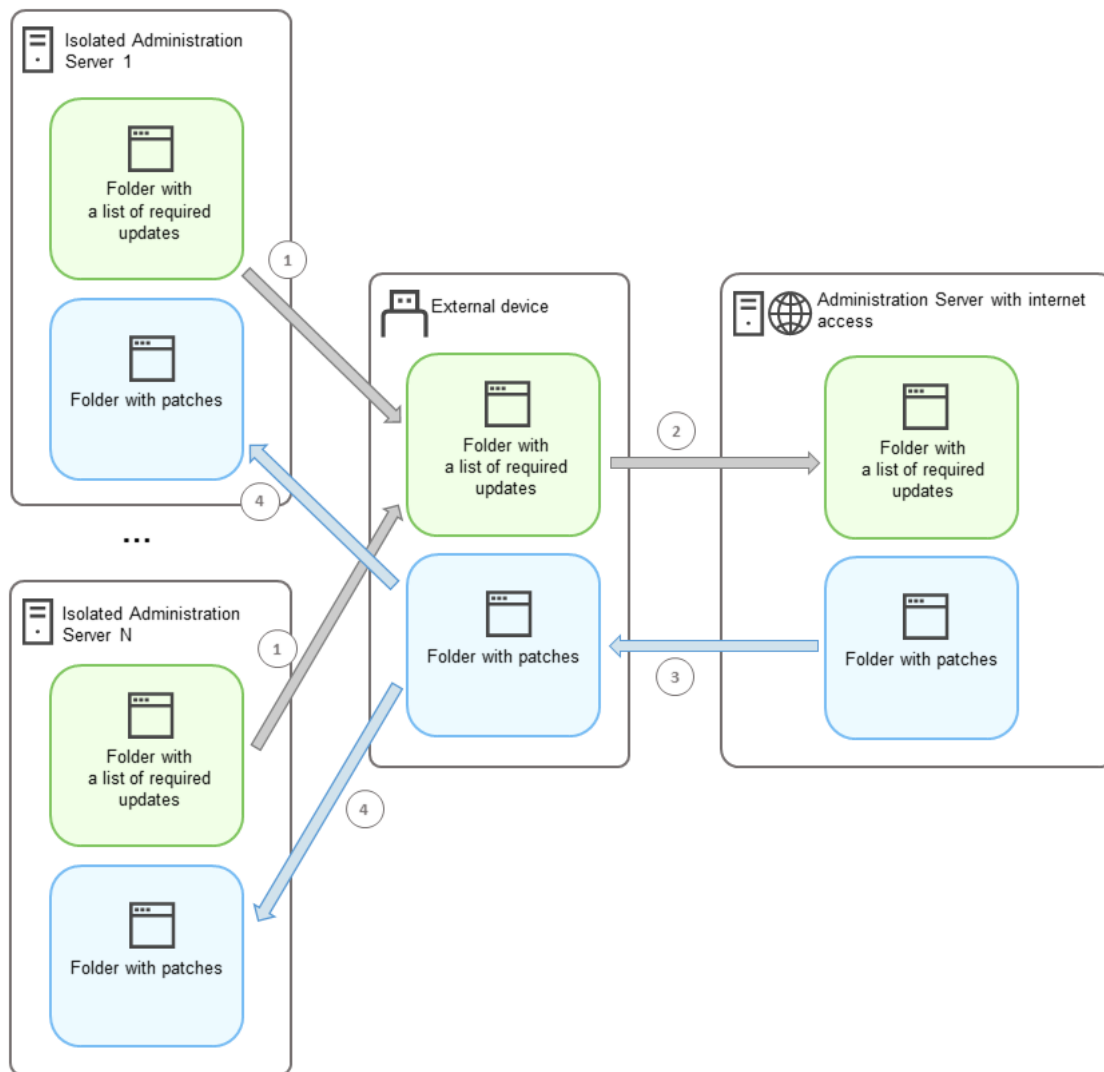 Isolated Administration
Server 1
Folder with
a list of required
updates
Folder with patches
1
4
...
Isolated Administration
Server N
Folder with
a list of required
updates
Folder with patches
1
4
External device
Folder with
a list of required
updates
Folder with patches
2
3
Administration Server with internet
access
Folder with
a list of required
updates
Folder with patches